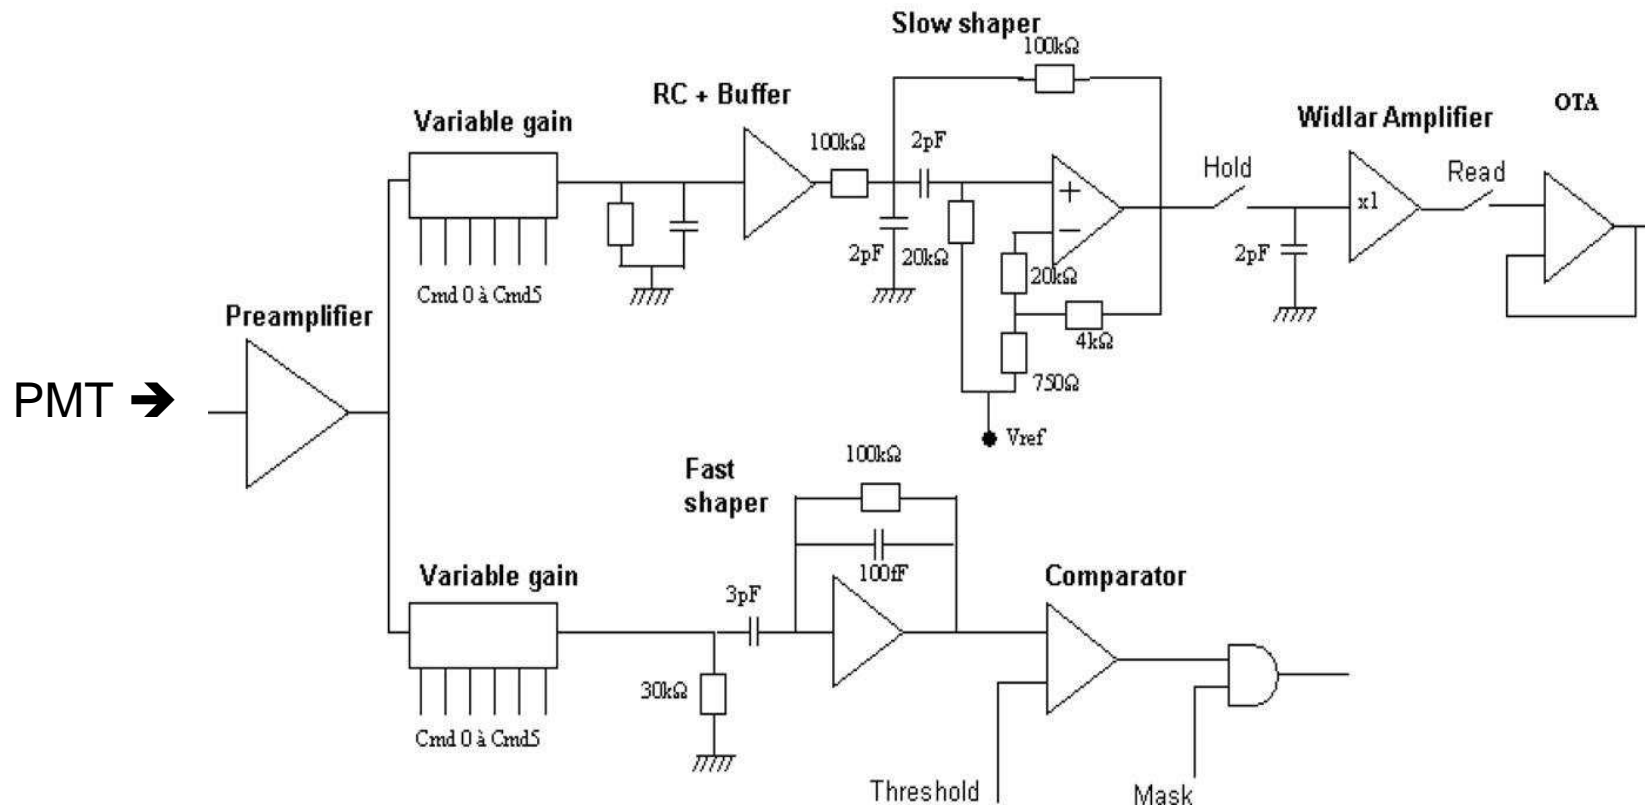 Slow shaper
100kΩ
RC + Buffer
OTA
Variable gain
Widlar Amplifier
100kΩ
2pF
Hold
Read
+
x1
−
2pF
20kΩ
20kΩ
2pF
Cmd 0 à Cmd5
Preamplifier
4kΩ
750Ω
PMT ➔
Vref
100kΩ
Fast
shaper
Variable gain
100fF
Comparator
3pF
30kΩ
Cmd 0 à Cmd5
Threshold
Mask